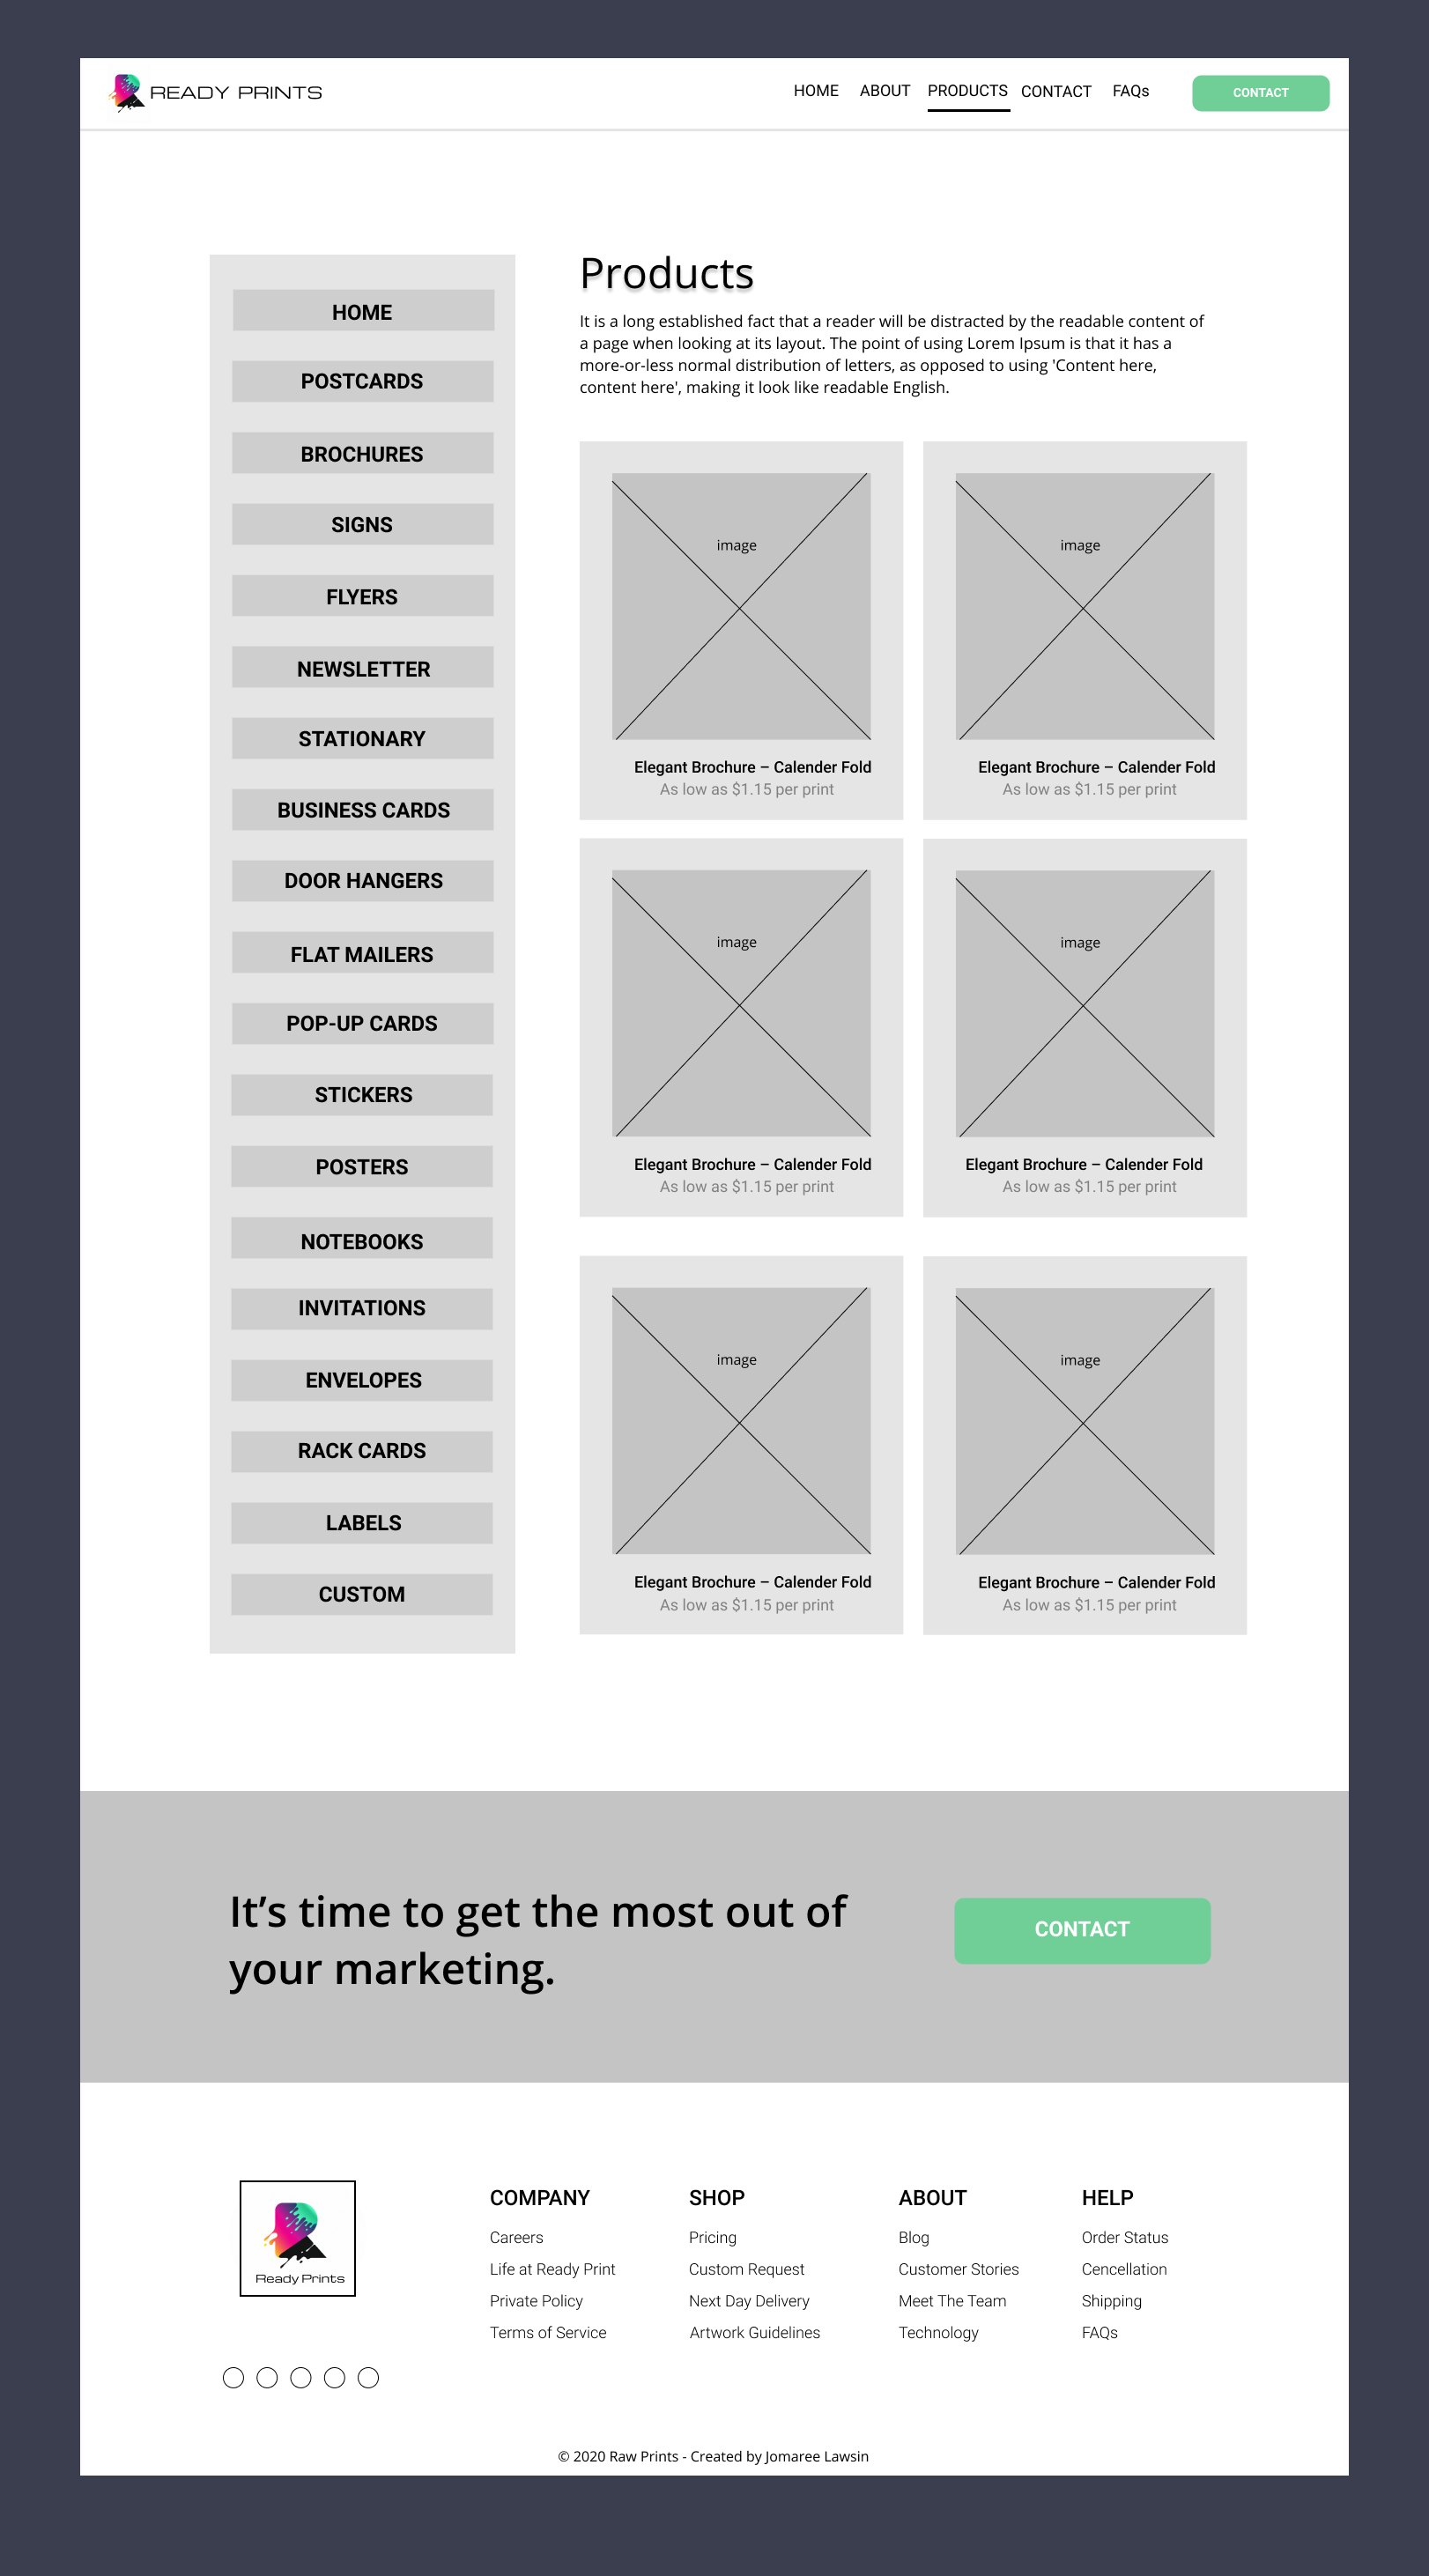 READY PRINTS
HOME ABOUT PRODUCTS CONTACT FAQs CONTACT
HOME
POSTCARDS
BROCHURES
SIGNS
FLYERS
NEWSLETTER
STATIONARY
BUSINESS CARDS
DOOR HANGERS
FLAT MAILERS
POP-UP CARDS
STICKERS
POSTERS
NOTEBOOKS
INVITATIONS
ENVELOPES
RACK CARDS
LABELS
CUSTOM
Products
It is a long established fact that a reader will be distracted by the readable content of
a page when looking at its layout. The point of using Lorem Ipsum is that it has a
more-or-less normal distribution of letters, as opposed to using 'Content here,
content here', making it look like readable English.
image
Elegant Brochure – Calender Fold
As low as $1.15 per print
image
Elegant Brochure – Calender Fold
As low as $1.15 per print
image
Elegant Brochure – Calender Fold
As low as $1.15 per print
image
Elegant Brochure – Calender Fold
As low as $1.15 per print
image
Elegant Brochure – Calender Fold
As low as $1.15 per print
image
Elegant Brochure – Calender Fold
As low as $1.15 per print
It’s time to get the most out of
your marketing.
CONTACT
Ready Prints
COMPANY
Careers
Life at Ready Print
Private Policy
Terms of Service
SHOP
Pricing
Custom Request
Next Day Delivery
Artwork Guidelines
ABOUT
Blog
Customer Stories
Meet The Team
Technology
HELP
Order Status
Cencellation
Shipping
FAQs
© 2020 Raw Prints - Created by Jomaree Lawsin